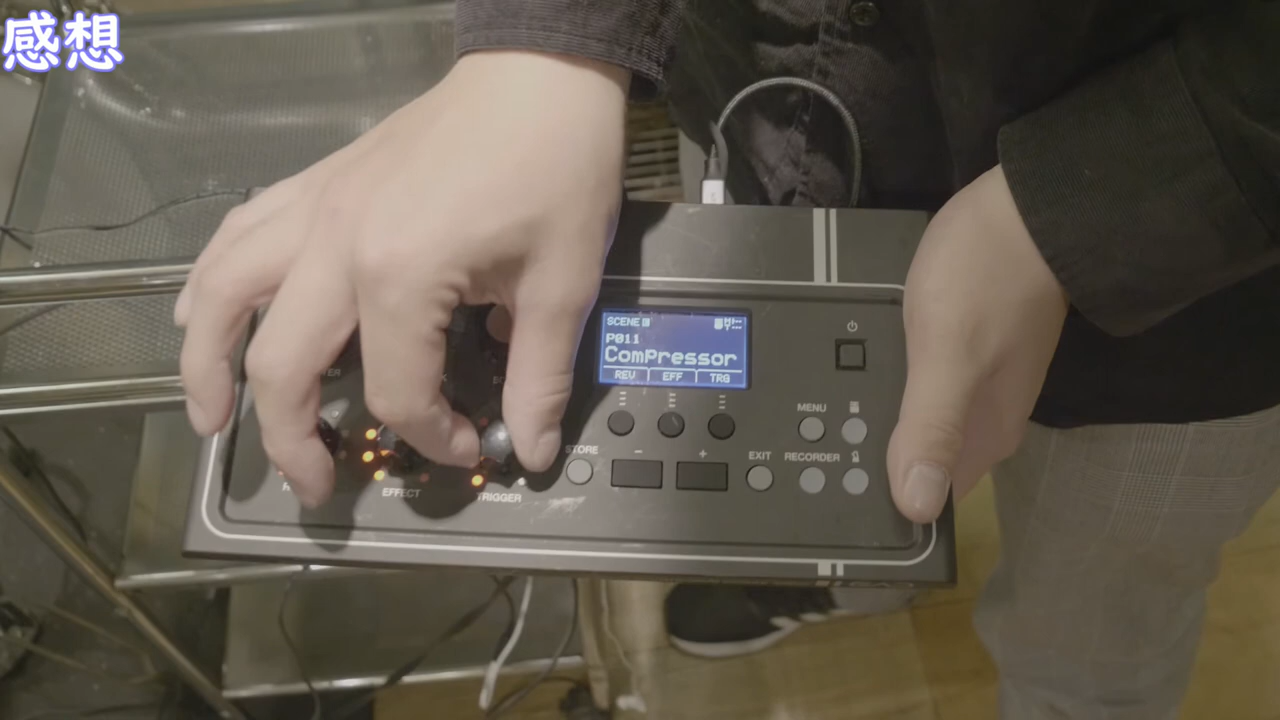 感想
SCENE
P011
Compressor
REV EFF TRG
MENU
STORE
－ ＋
EXIT RECORDER
EFFECT
TRIGGER